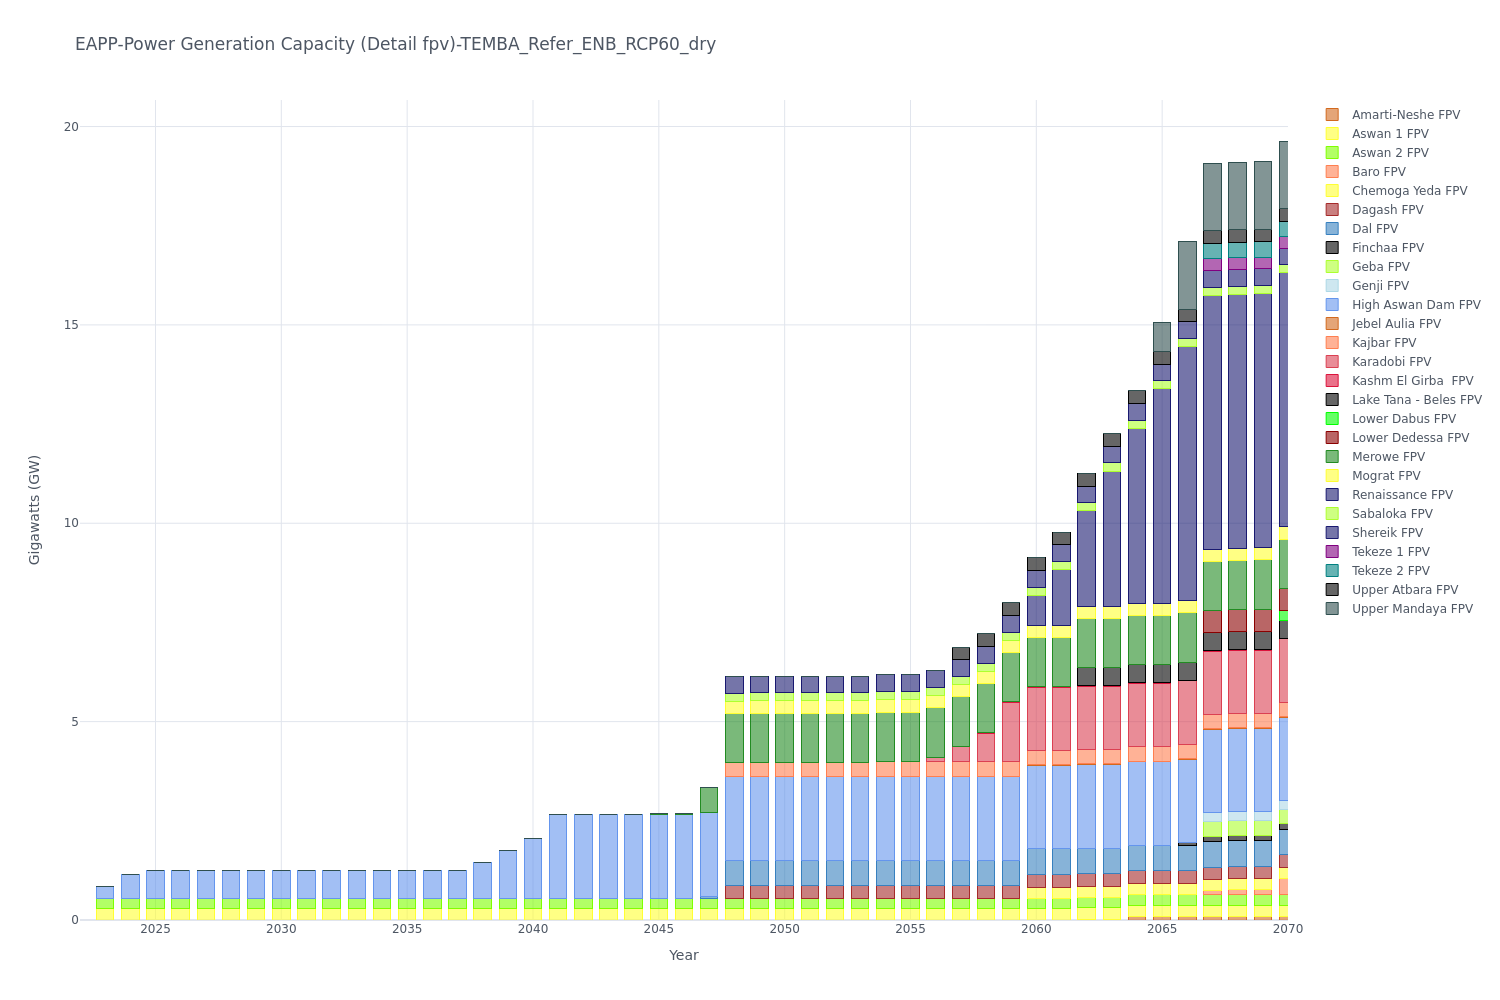 EAPP-Power Generation Capacity (Detail fpv)-TEMBA_Refer_ENB_RCP60_dry
Gigawatts (GW)
20
15
10
5
0
2025
2030
2035
2040
2045
2050
2055
2060
2065
2070
Year
Amarti-Neshe FPV
Aswan 1 FPV
Aswan 2 FPV
Baro FPV
Chemoga Yeda FPV
Dagash FPV
Dal FPV
Finchaa FPV
Geba FPV
Genji FPV
High Aswan Dam FPV
Jebel Aulia FPV
Kajbar FPV
Karadobi FPV
Kashm El Girba  FPV
Lake Tana - Beles FPV
Lower Dabus FPV
Lower Dedessa FPV
Merowe FPV
Mograt FPV
Renaissance FPV
Sabaloka FPV
Shereik FPV
Tekeze 1 FPV
Tekeze 2 FPV
Upper Atbara FPV
Upper Mandaya FPV